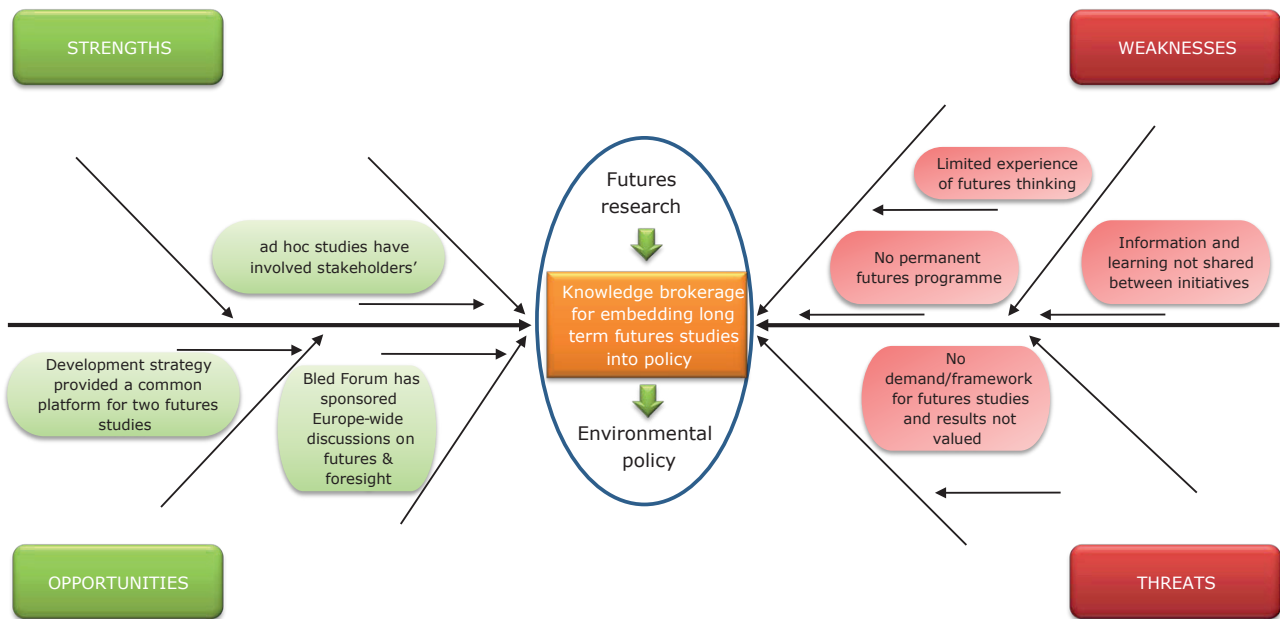 STRENGTHS
WEAKNESSES
Limited experience
of futures thinking
Futures
research
ad hoc studies have
involved stakeholders’
No permanent
futures programme
Information and
learning not shared
between initiatives
Knowledge brokerage
for embedding long
term futures studies
into policy
Development strategy
provided a common
platform for two futures
studies
Bled Forum has
sponsored
Europe-wide
discussions on
futures &
foresight
No
demand/framework
for futures studies
and results not
valued
Environmental
policy
OPPORTUNITIES
THREATS